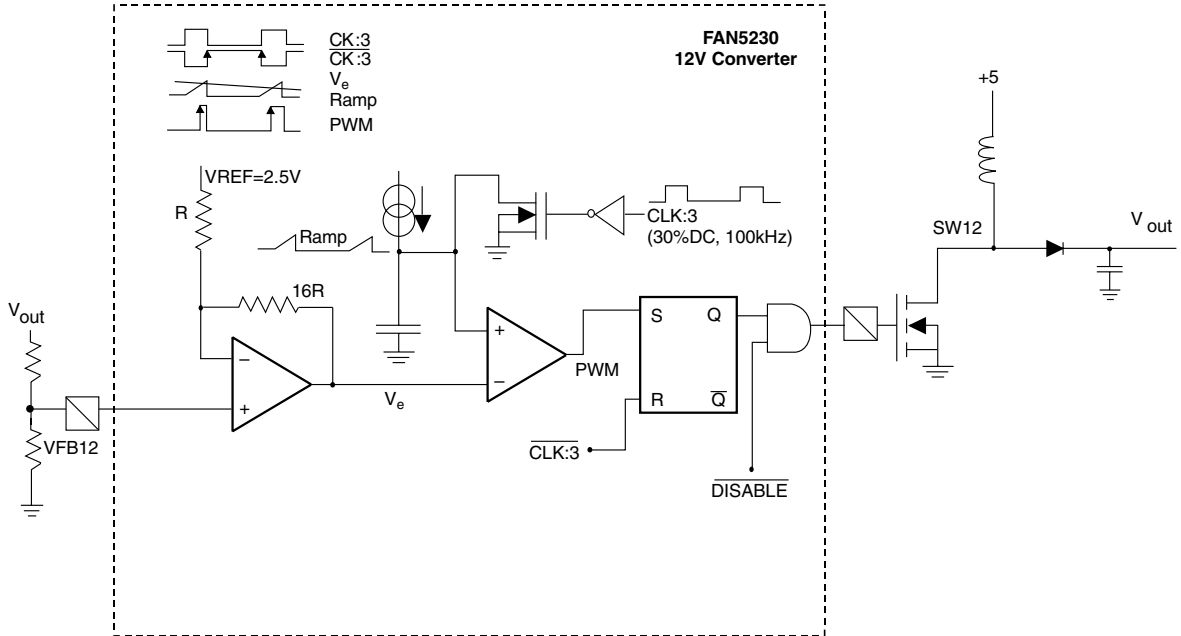 FAN5230
12V Converter
CK:3
CK:3
Ve
Ramp
PWM
+5
VREF=2.5V
R
CLK:3
(30%DC, 100kHz)
Ramp
SW12
Vout
16R
Vout
S Q
+
−
PWM
−
+
Ve
R Q
VFB12
CLK:3
DISABLE